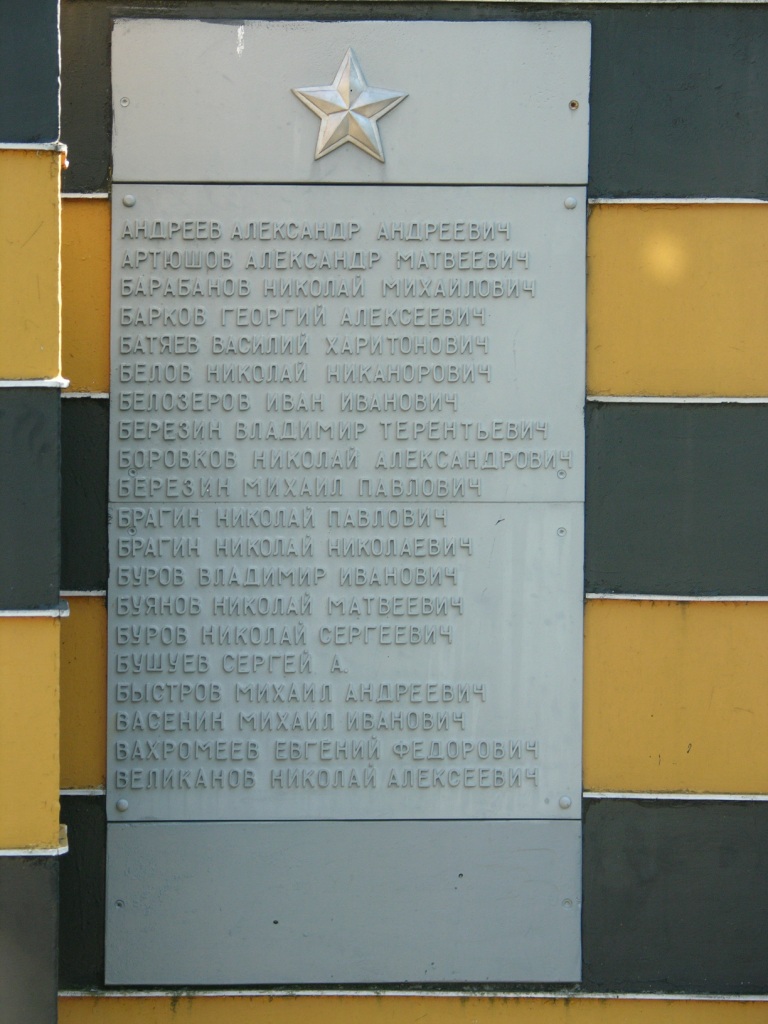 АНДРЕЕВ АЛЕКСАНДР АНДРЕЕВИЧ
АРТЮШОВ АЛЕКСАНДР МАТВЕЕВИЧ
БАРАБАНОВ НИКОЛАЙ МИХАЙЛОВИЧ
БАРКОВ ГЕОРГИЙ АЛЕКСЕЕВИЧ
БАТЯЕВ ВАСИЛИЙ ХАРИТОНОВИЧ
БЕЛОВ НИКОЛАЙ НИКАНОРОВИЧ
БЕЛОЗЕРОВ ИВАН ИВАНОВИЧ
БЕРЕЗИН ВЛАДИМИР ТЕРЕНТЬЕВИЧ
БОРОВКОВ НИКОЛАЙ АЛЕКСАНДРОВИЧ
БЕРЕЗИН МИХАИЛ ПАВЛОВИЧ
БРАГИН НИКОЛАЙ ПАВЛОВИЧ
БРАГИН НИКОЛАЙ НИКОЛАЕВИЧ
БУРОВ ВЛАДИМИР ИВАНОВИЧ
БУЯНОВ НИКОЛАЙ МАТВЕЕВИЧ
БУРОВ НИКОЛАЙ СЕРГЕЕВИЧ
БУШУЕВ СЕРГЕЙ А.
БЫСТРОВ МИХАИЛ АНДРЕЕВИЧ
ВАСЕНИН МИХАИЛ ИВАНОВИЧ
ВАХРОМЕЕВ ЕВГЕНИЙ ФЕДОРОВИЧ
ВЕЛИКАНОВ НИКОЛАЙ АЛЕКСЕЕВИЧ